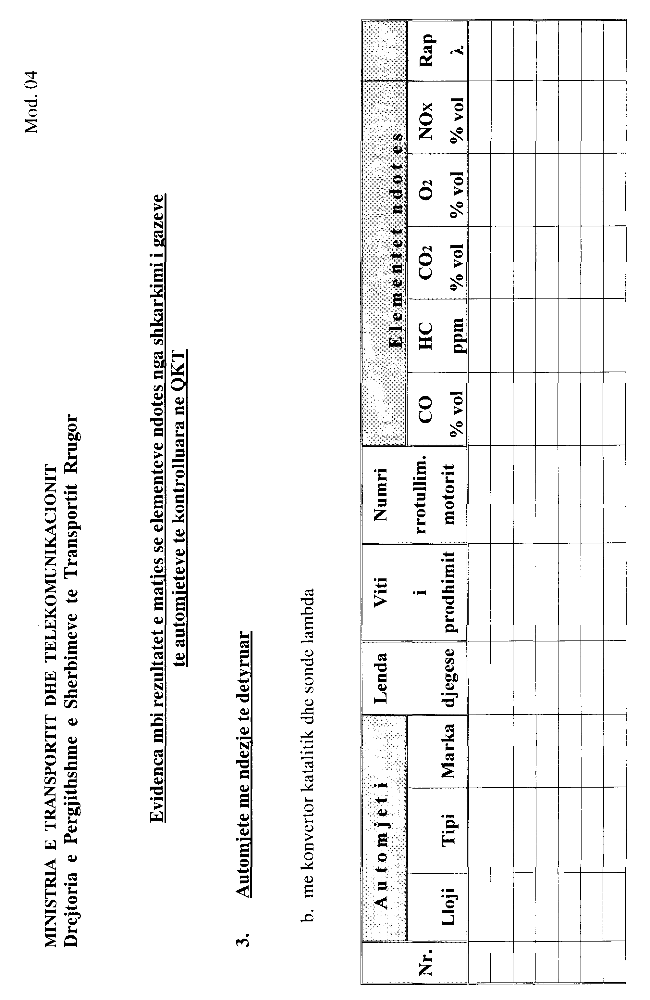 Mod. 04
MINISTRIA E TRANSPORTIT DHE TELEKOMUNIKACIONIT
Drejtoria e Pergjithshme e Sherbimeve te Transportit Rrugor
Evidenca mbi rezultatet e matjes se elementeve ndotes nga shkarkimi i gazeve
te automjeteve te kontrolluara ne QKT
3. Automjete me ndezje te detyruar
b. me konvertor katalitik dhe sonde lambda
Nr.
Automjeti
Lloji
Tipi
Marka
Lenda
djegese
Viti
i
prodhimit
Numri
rrotullim.
motorit
Elementet ndotes
CO
% vol
HC
ppm
CO2
% vol
O2
% vol
NOx
% vol
Rap
λ